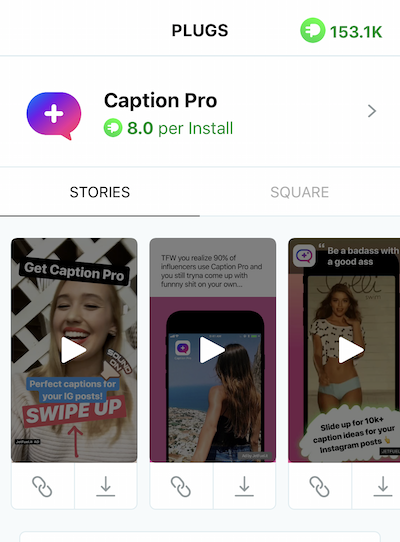 PLUGS
153.1K
Caption Pro
8.0 per Install
STORIES
SQUARE
Get Caption Pro
SOUND
ON
Perfect captions for
your IG posts!
SWIPE UP
JETFUEL.it AD
TFW you realize 90% of
influencers use Caption Pro and
you still tryna come up with
funnny shit on your own...
Caption Pro
“ Be a badass with
a good ass
Slide up for 10k+
caption ideas for your
Instagram posts
JETFUEL